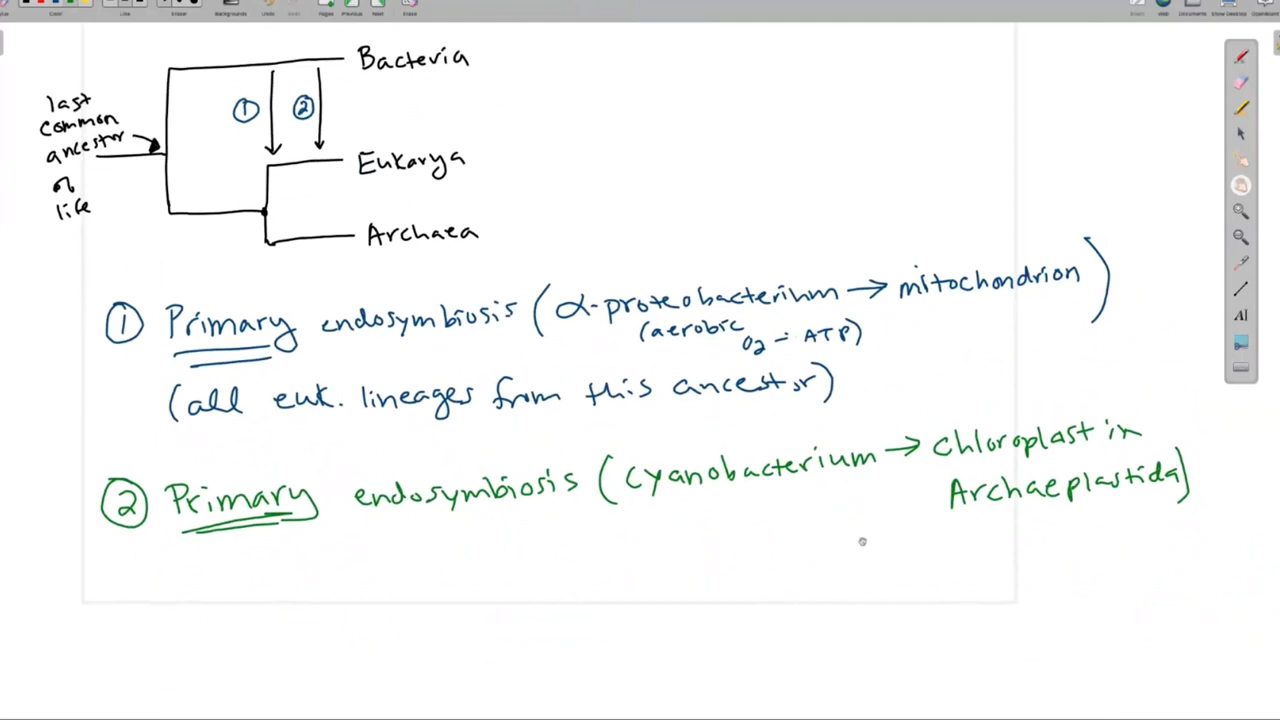 Bacteria
last
common
ancestor
of
life
① ②
Eukarya
Archaea
① Primary endosymbiosis (α-proteobacterium → mitochondrion)
(aerobic O2 - ATP)
(all euk. lineages from this ancestor)
② Primary endosymbiosis (cyanobacterium → chloroplast in
Archaeplastida)